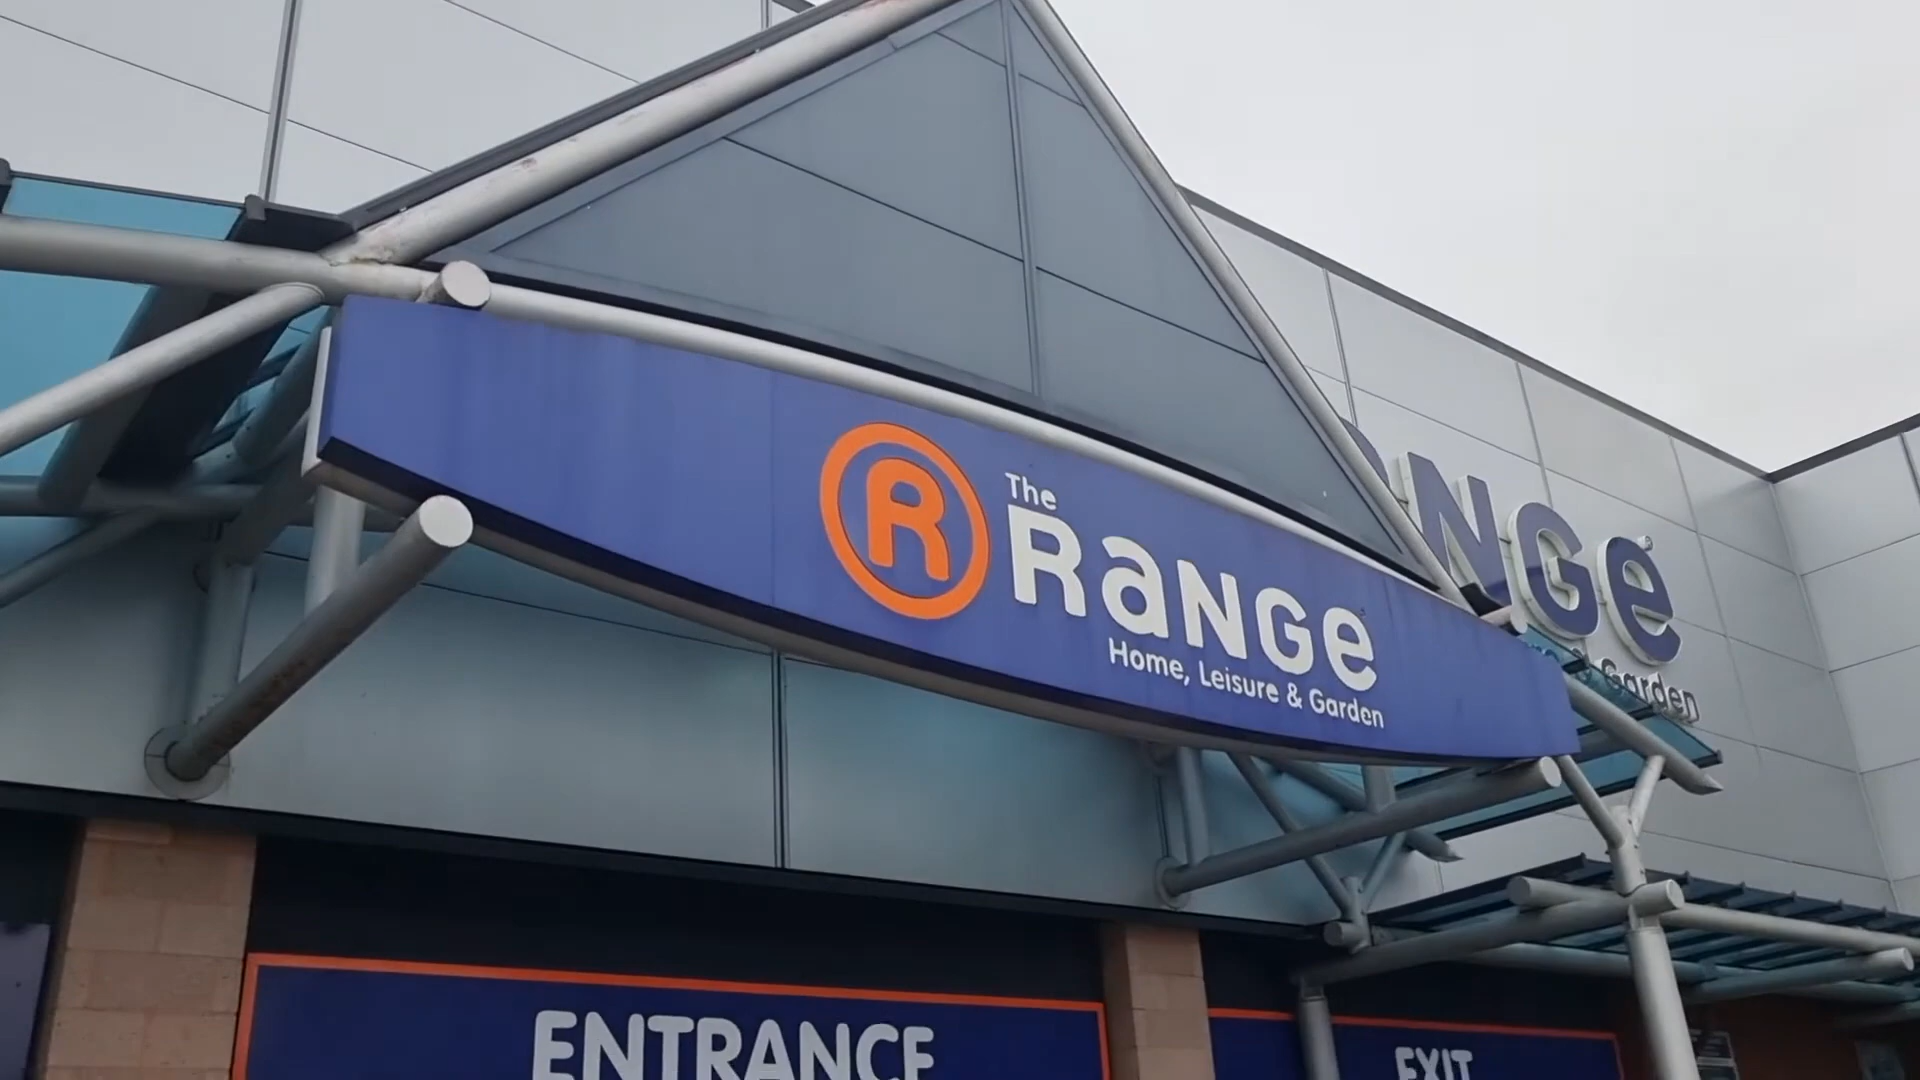 R
The
RaNGe
Home, Leisure & Garden
NGe
& Garden
ENTRANCE
EXIT